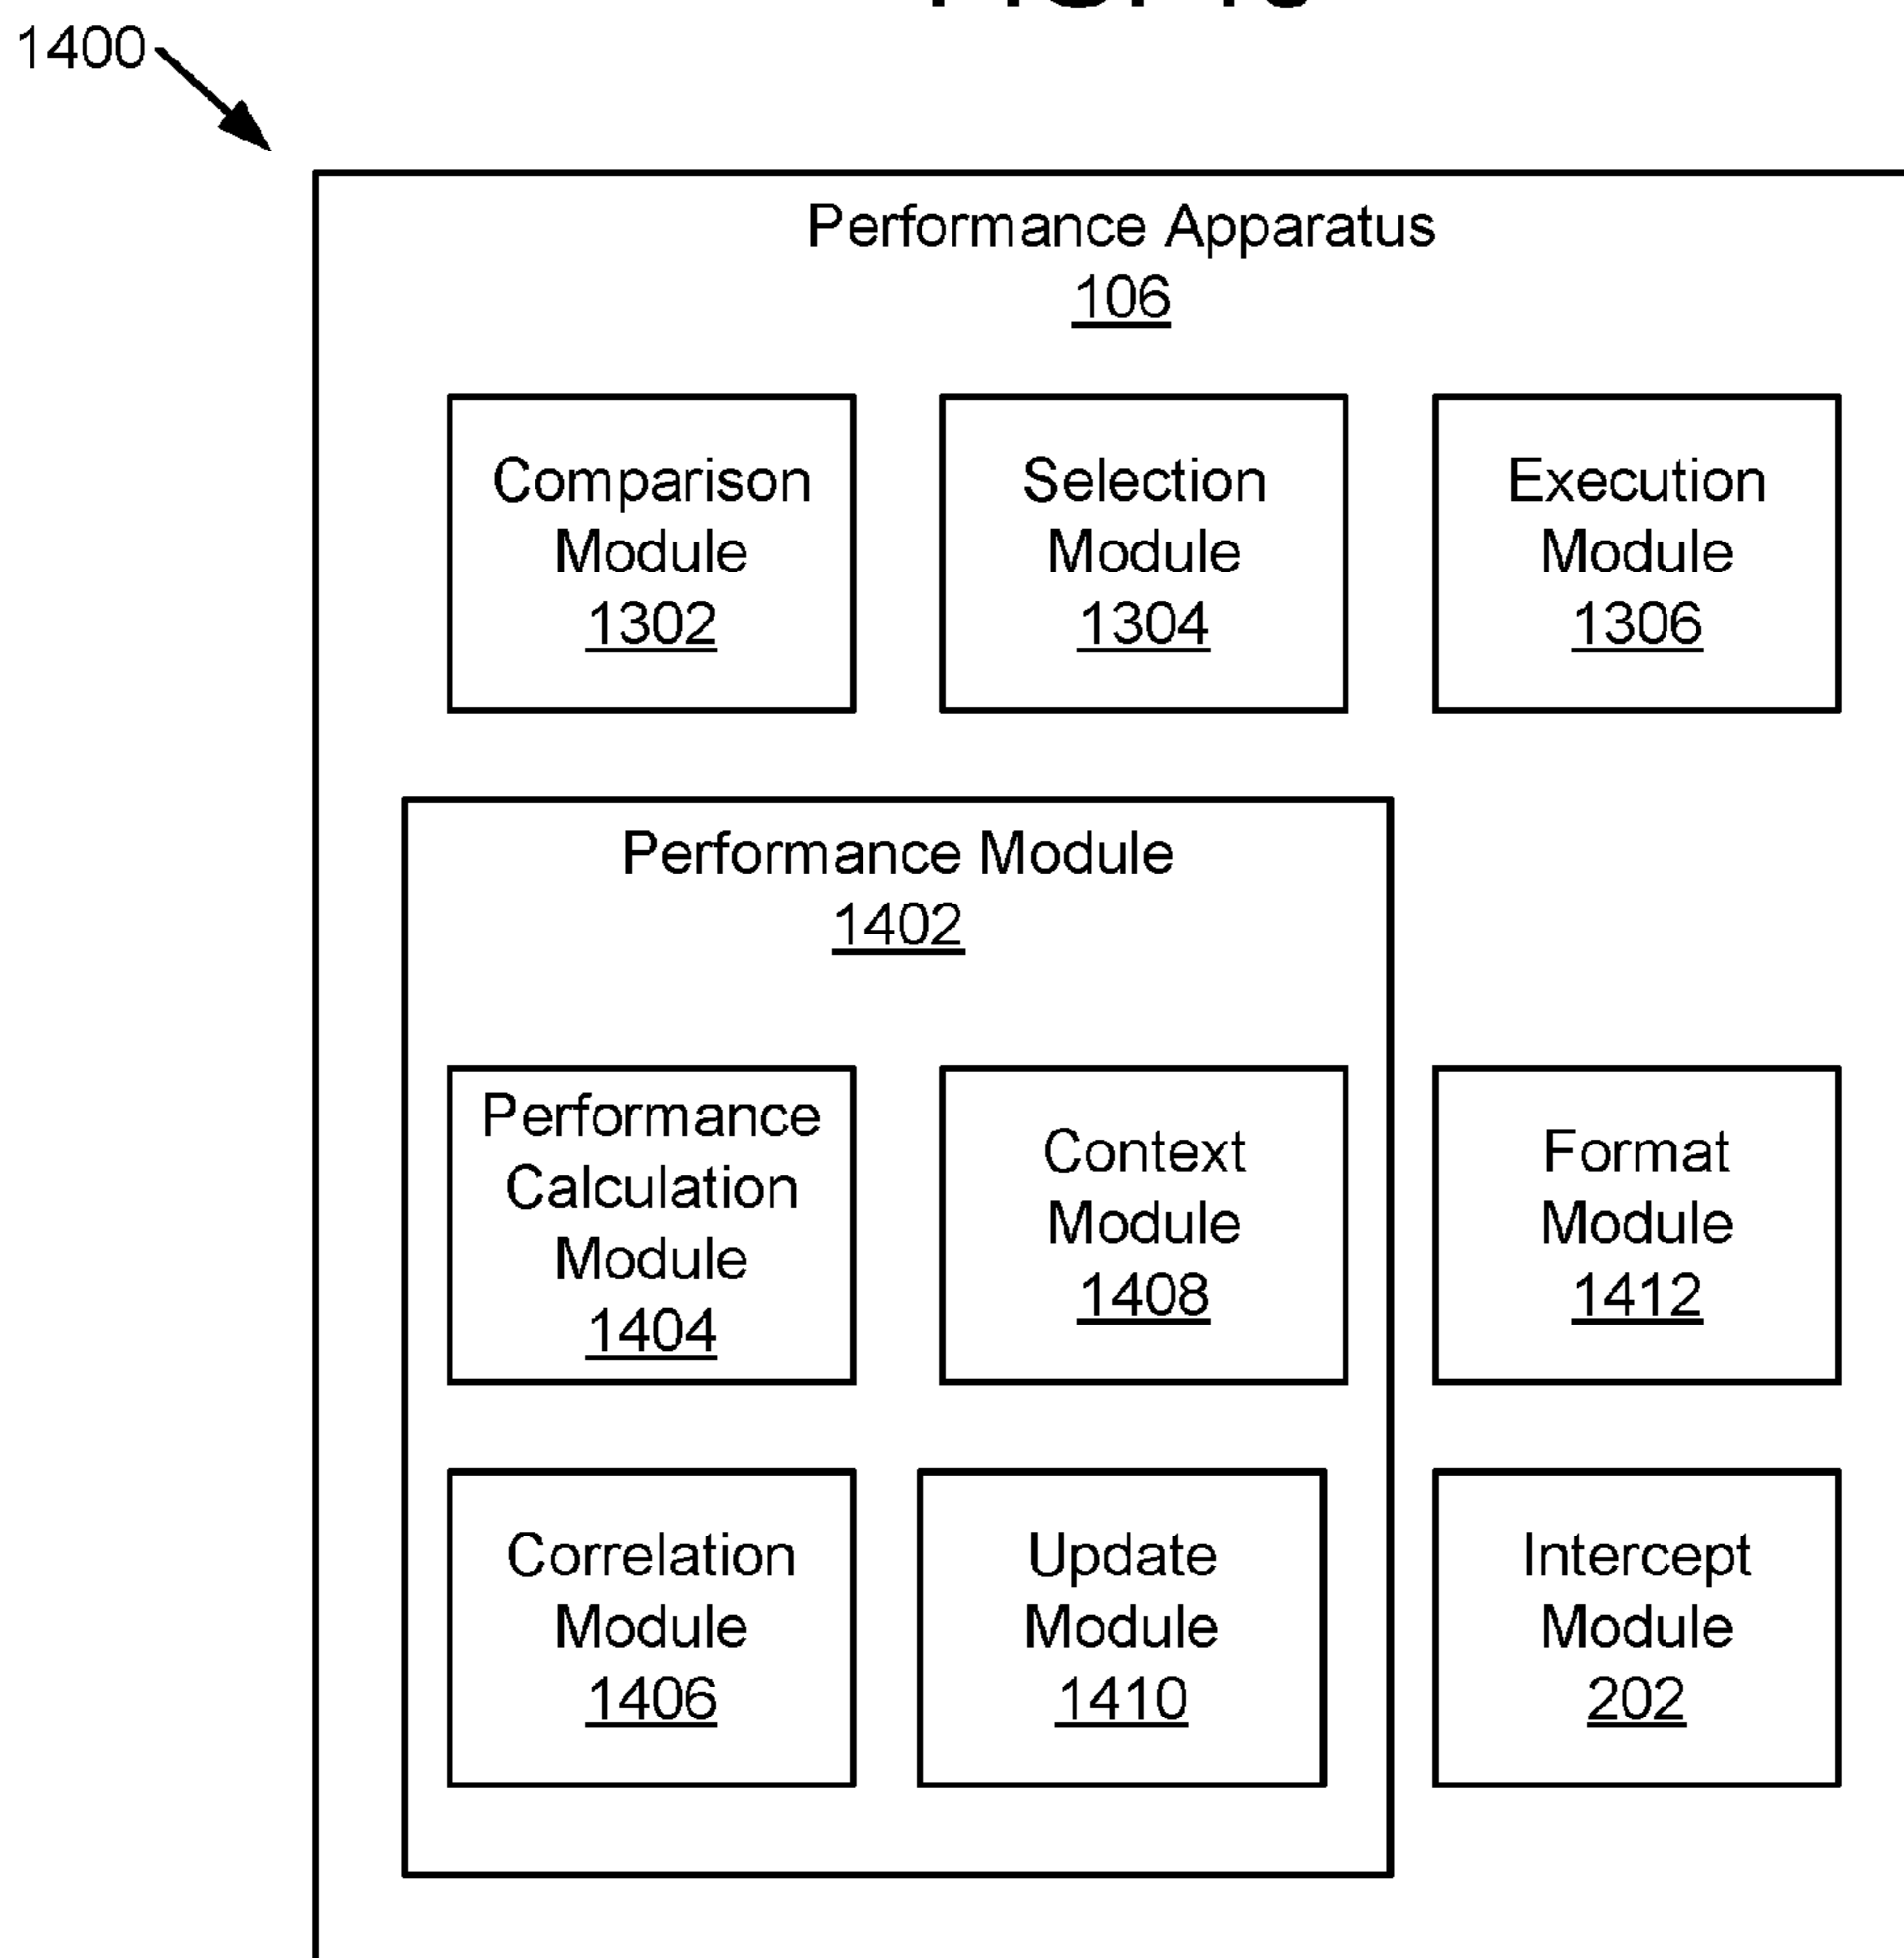 1400
Performance Apparatus
106
Comparison
Module
1302
Selection
Module
1304
Execution
Module
1306
Performance Module
1402
Performance
Calculation
Module
1404
Context
Module
1408
Format
Module
1412
Correlation
Module
1406
Update
Module
1410
Intercept
Module
202